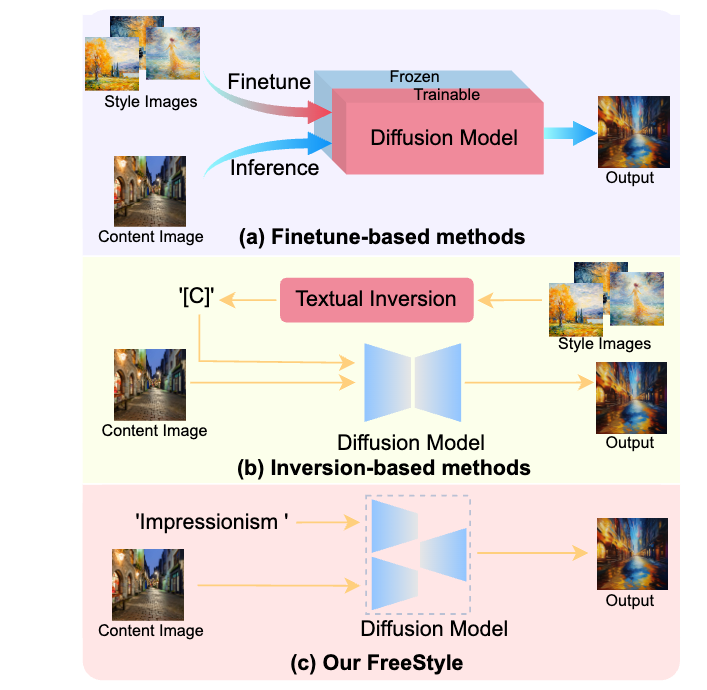 Finetune
Frozen
Trainable
Style Images
Diffusion Model
Inference
Output
Content Image
(a) Finetune-based methods
'[C]'
Textual Inversion
Style Images
Content Image
Output
Diffusion Model
(b) Inversion-based methods
'Impressionism '
Content Image
Output
Diffusion Model
(c) Our FreeStyle